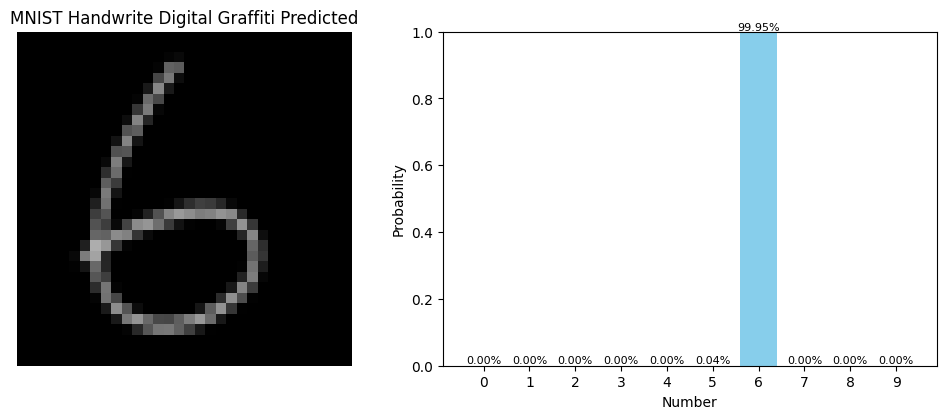 MNIST Handwrite Digital Graffiti Predicted
6
Probability
1.0
0.8
0.6
0.4
0.2
0.0
99.95%
0.00% 0.00% 0.00% 0.00% 0.00% 0.04% 0.00% 0.00% 0.00%
0 1 2 3 4 5 6 7 8 9
Number